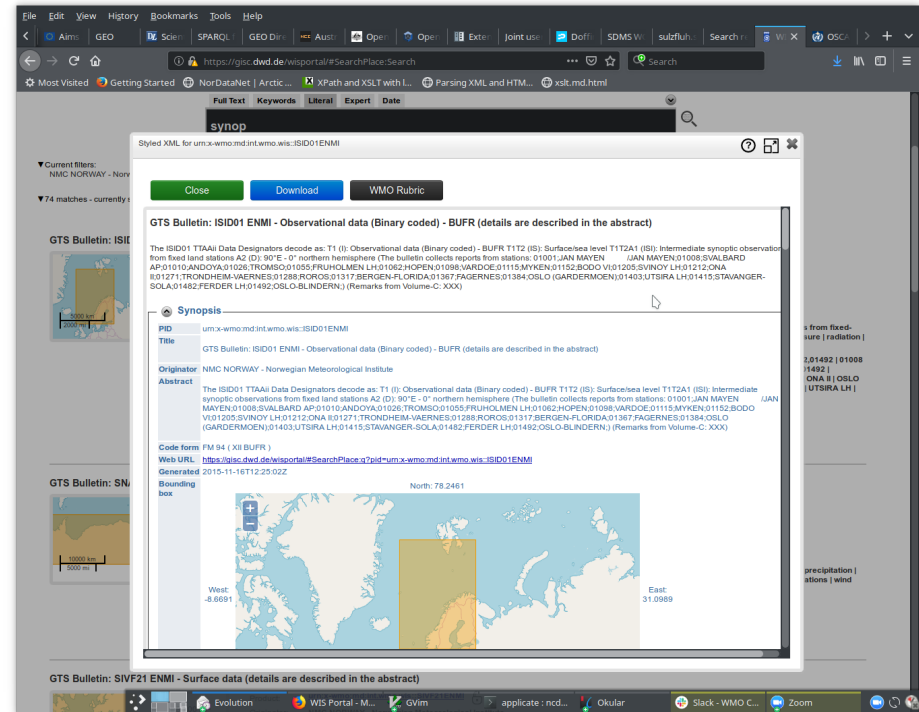 File Edit View History Bookmarks Tools Help
Aims GEO Scien SPARQL GEO Dire Austr Open Open Exter Joint use Doffi SDMS W sulzfluh. Search r W OSCA
https://gisc.dwd.de/wisportal/#SearchPlace:Search
Search
Most Visited Getting Started NorDataNet | Arctic ... XPath and XSLT with l... Parsing XML and HTM... xslt.md.html
Full Text Keywords Literal Expert Date
synop
Styled XML for urn:x-wmo:md:int.wmo.wis::ISID01ENMI
▼Current filters:
NMC NORWAY - Norw
▼74 matches - currently s
Close Download WMO Rubric
GTS Bulletin: ISID01 ENMI - Observational data (Binary coded) - BUFR (details are described in the abstract)
The ISID01 TTAAii Data Designators decode as: T1 (I): Observational data (Binary coded) - BUFR T1T2 (IS): Surface/sea level T1T2A1 (ISI): Intermediate synoptic observation
from fixed land stations A2 (D): 90°E - 0° northern hemisphere (The bulletin collects reports from stations: 01001;JAN MAYEN /JAN MAYEN;01008;SVALBARD
AP;01010;ANDOYA;01026;TROMSO;01055;FRUHOLMEN LH;01062;HOPEN;01098;VARDOE;01115;MYKEN;01152;BODO VI;01205;SVINOY LH;01212;ONA
II;01271;TRONDHEIM-VAERNES;01288;ROROS;01317;BERGEN-FLORIDA;01367;FAGERNES;01384;OSLO (GARDERMOEN);01403;UTSIRA LH;01415;STAVANGER-
SOLA;01482;FERDER LH;01492;OSLO-BLINDERN;) (Remarks from Volume-C: XXX)
Synopsis
PID urn:x-wmo:md:int.wmo.wis::ISID01ENMI
Title
GTS Bulletin: ISID01 ENMI - Observational data (Binary coded) - BUFR (details are described in the abstract)
Originator NMC NORWAY - Norwegian Meteorological Institute
Abstract
The ISID01 TTAAii Data Designators decode as: T1 (I): Observational data (Binary coded) - BUFR T1T2 (IS): Surface/sea level T1T2A1 (ISI): Intermediate
synoptic observations from fixed land stations A2 (D): 90°E - 0° northern hemisphere (The bulletin collects reports from stations: 01001;JAN MAYEN /JAN
MAYEN;01008;SVALBARD AP;01010;ANDOYA;01026;TROMSO;01055;FRUHOLMEN LH;01062;HOPEN;01098;VARDOE;01115;MYKEN;01152;BODO
VI;01205;SVINOY LH;01212;ONA II;01271;TRONDHEIM-VAERNES;01288;ROROS;01317;BERGEN-FLORIDA;01367;FAGERNES;01384;OSLO
(GARDERMOEN);01403;UTSIRA LH;01415;STAVANGER-SOLA;01482;FERDER LH;01492;OSLO-BLINDERN;) (Remarks from Volume-C: XXX)
Code form FM 94 ( XII BUFR )
Web URL https://gisc.dwd.de/wisportal/#SearchPlace:q?pid=urn:x-wmo:md:int.wmo.wis::ISID01ENMI
Generated 2015-11-16T12:25:02Z
Bounding
box
North: 78.2461
West:
-8.6691
East:
31.0989
GTS Bulletin: ISI
5000 km
2000 mi
s from fixed-
sure | radiation |
2,01492 | 01008
01492 |
ONA II | OSLO
| UTSIRA LH |
GTS Bulletin: SN
10000 km
5000 mi
precipitation |
ations | wind
GTS Bulletin: SIVF21 ENMI - Surface data (details are described in the abstract)
Evolution WIS Portal - M... GVim applicate : ncd... Okular Slack - WMO C... Zoom